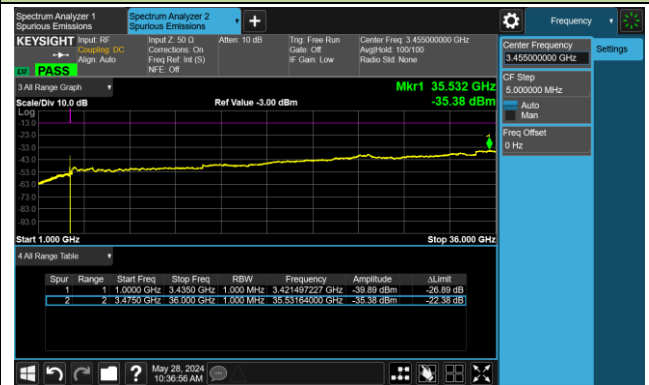 Spectrum Analyzer 1
Spurious Emissions
Spectrum Analyzer 2
Spurious Emissions
Frequency
KEYSIGHT Input: RF
Coupling: DC
Align: Auto
Input Z: 50 Ω
Corrections: On
Freq Ref: Int (S)
NFE: Off
Atten: 10 dB
Trig: Free Run
Gate: Off
IF Gain: Low
Center Freq: 3.455000000 GHz
Avg|Hold: 100/100
Radio Std: None
PASS
Center Frequency
3.455000000 GHz
Settings
CF Step
5.000000 MHz
Auto
Man
Freq Offset
0 Hz
3 All Range Graph
Mkr1 35.532 GHz
Scale/Div 10.0 dB
Ref Value -3.00 dBm
-35.38 dBm
Log
-13.0
-23.0
-33.0
-43.0
-53.0
-63.0
-73.0
-83.0
-93.0
1
Start 1.000 GHz
Stop 36.000 GHz
4 All Range Table
Spur Range Start Freq Stop Freq RBW Frequency Amplitude ΔLimit
1 1 1.0000 GHz 3.4350 GHz 1.000 MHz 3.421497227 GHz -39.89 dBm -26.89 dB
2 2 3.4750 GHz 36.000 GHz 1.000 MHz 35.53164000 GHz -35.38 dBm -22.38 dB
May 28, 2024
10:36:56 AM